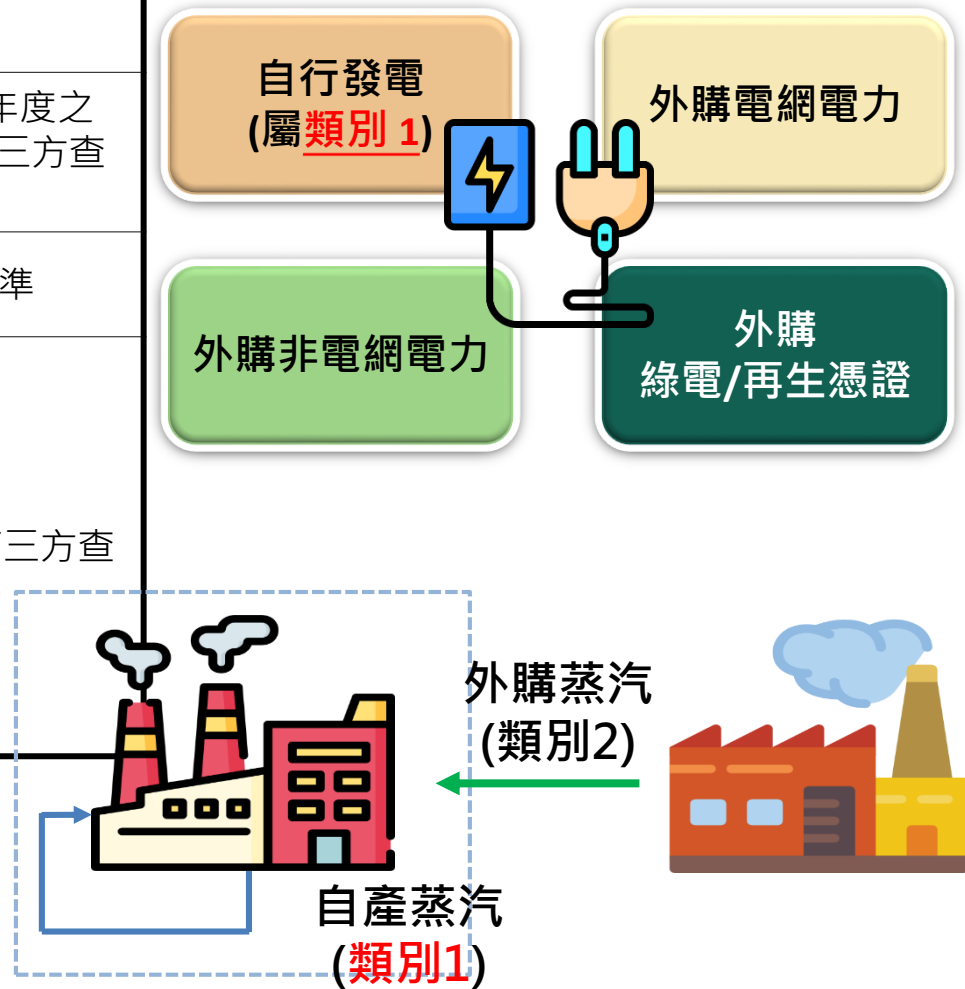 年度之
三方查
準
三方查
自行發電
(屬類別 1)
外購電網電力
外購非電網電力
外購
綠電/再生憑證
外購蒸汽
(類別2)
自產蒸汽
(類別1)